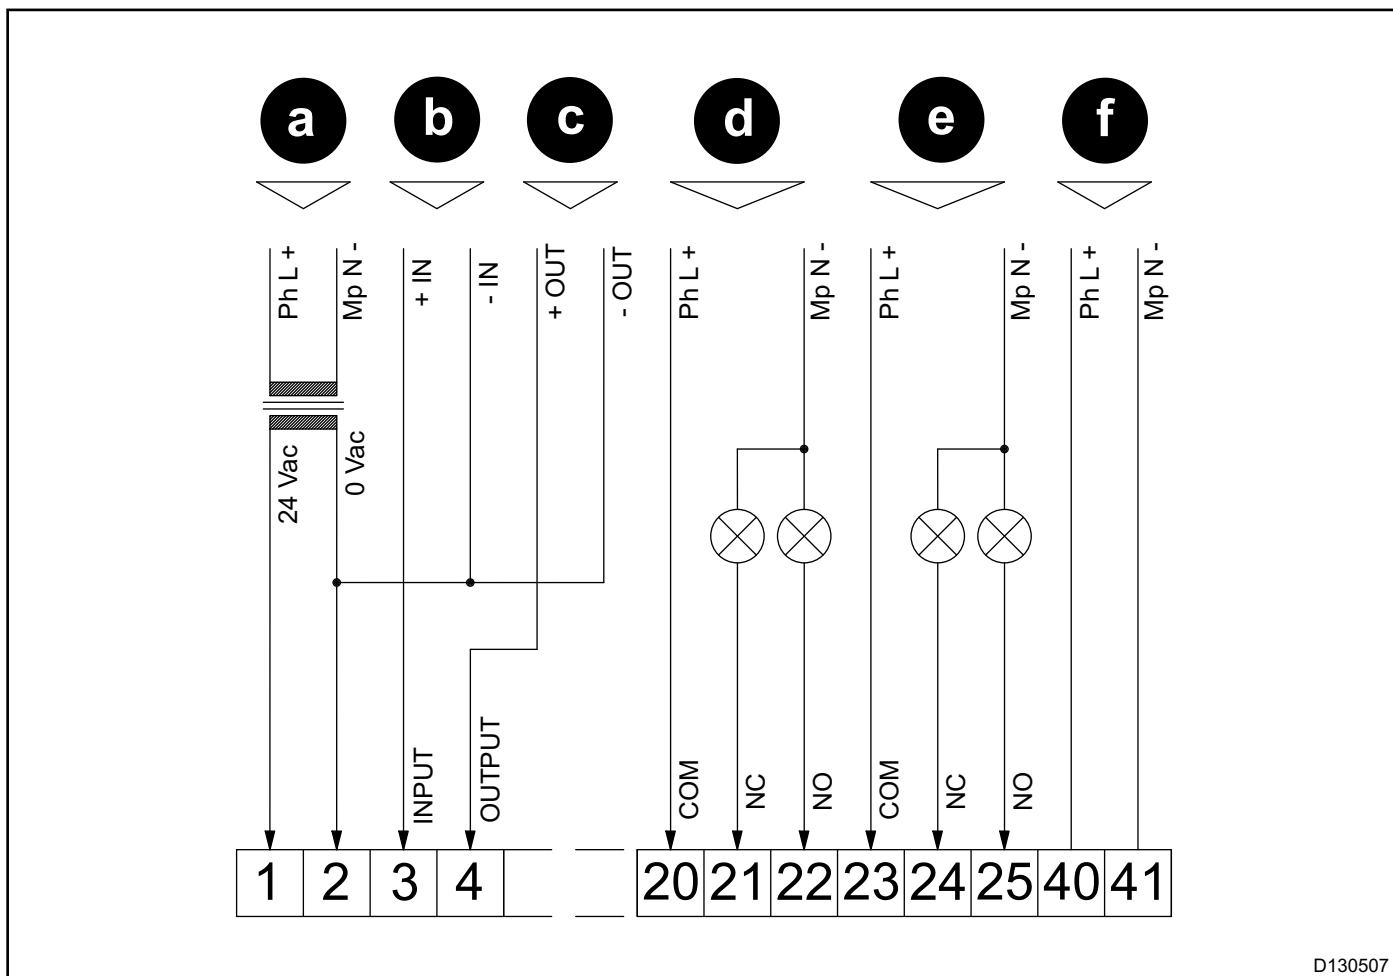 a b c d e f
Ph L +
Mp N -
+ IN
- IN
+ OUT
- OUT
Ph L +
Mp N -
Ph L +
Mp N -
Ph L +
Mp N -
24 Vac
0 Vac
INPUT
OUTPUT
COM
NC
NO
COM
NC
NO
1 2 3 4 20 21 22 23 24 25 40 41
D130507